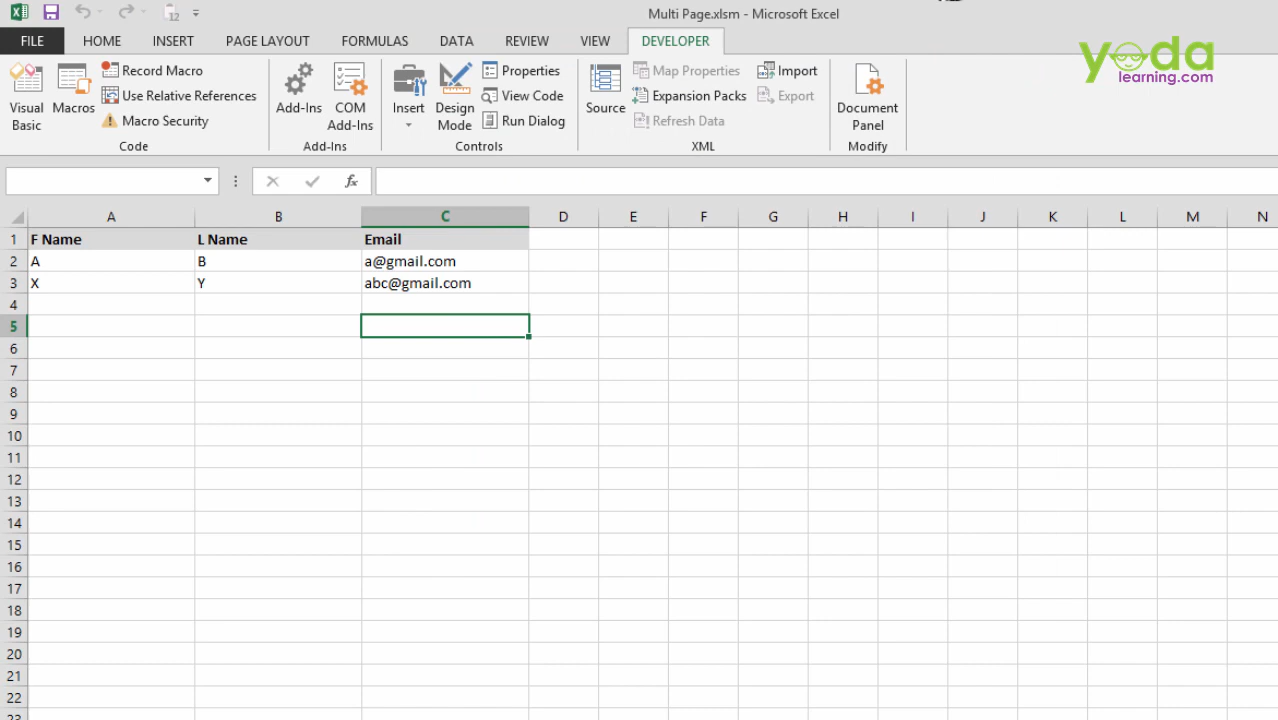 12
Multi Page.xlsm - Microsoft Excel
FILE HOME INSERT PAGE LAYOUT FORMULAS DATA REVIEW VIEW DEVELOPER
yoda
learning.com
Visual Basic
Macros
Record Macro
Use Relative References
Macro Security
Code
Add-Ins
COM Add-Ins
Add-Ins
Insert
Design Mode
Properties
View Code
Run Dialog
Controls
Source
Map Properties
Expansion Packs
Refresh Data
Import
Export
XML
Document Panel
Modify
fx
A B C D E F G H I J K L M N
1 F Name L Name Email
2 A B a@gmail.com
3 X Y abc@gmail.com
4
5
6
7
8
9
10
11
12
13
14
15
16
17
18
19
20
21
22
23